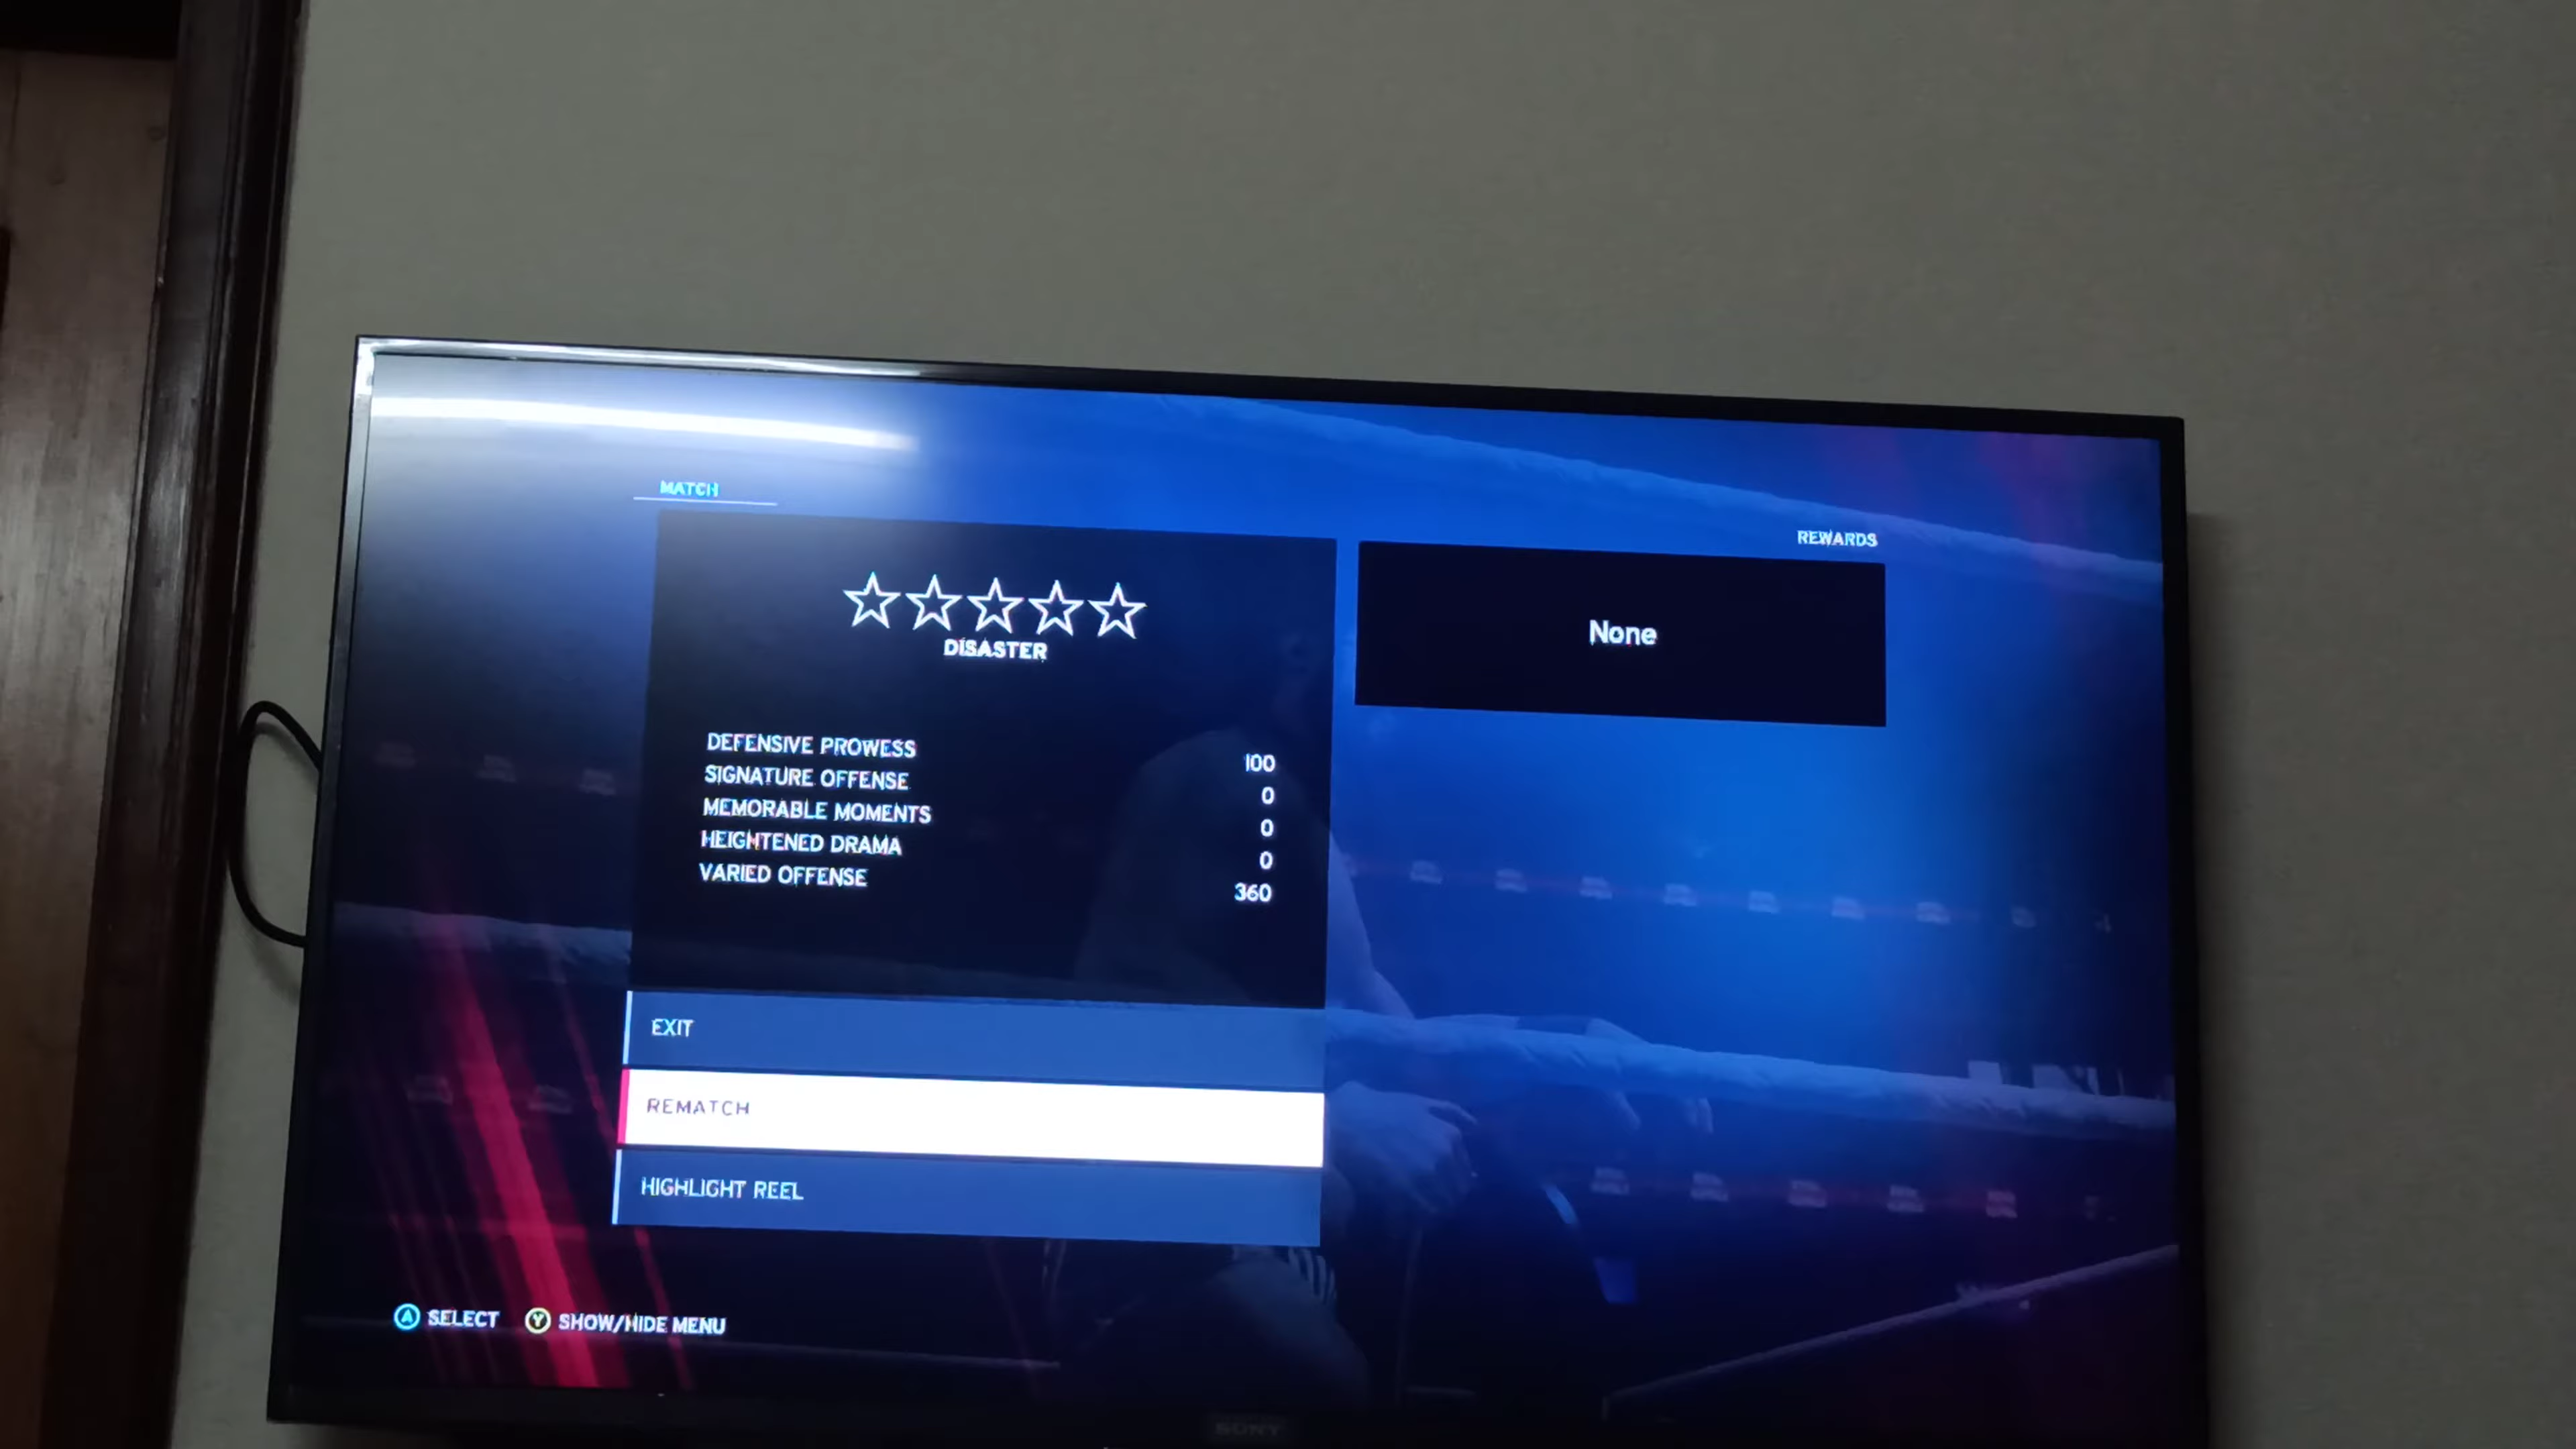 MATCH
REWARDS
DISASTER
None
DEFENSIVE PROWESS 100
SIGNATURE OFFENSE 0
MEMORABLE MOMENTS 0
HEIGHTENED DRAMA 0
VARIED OFFENSE 360
EXIT
REMATCH
HIGHLIGHT REEL
A SELECT Y SHOW/HIDE MENU
SONY